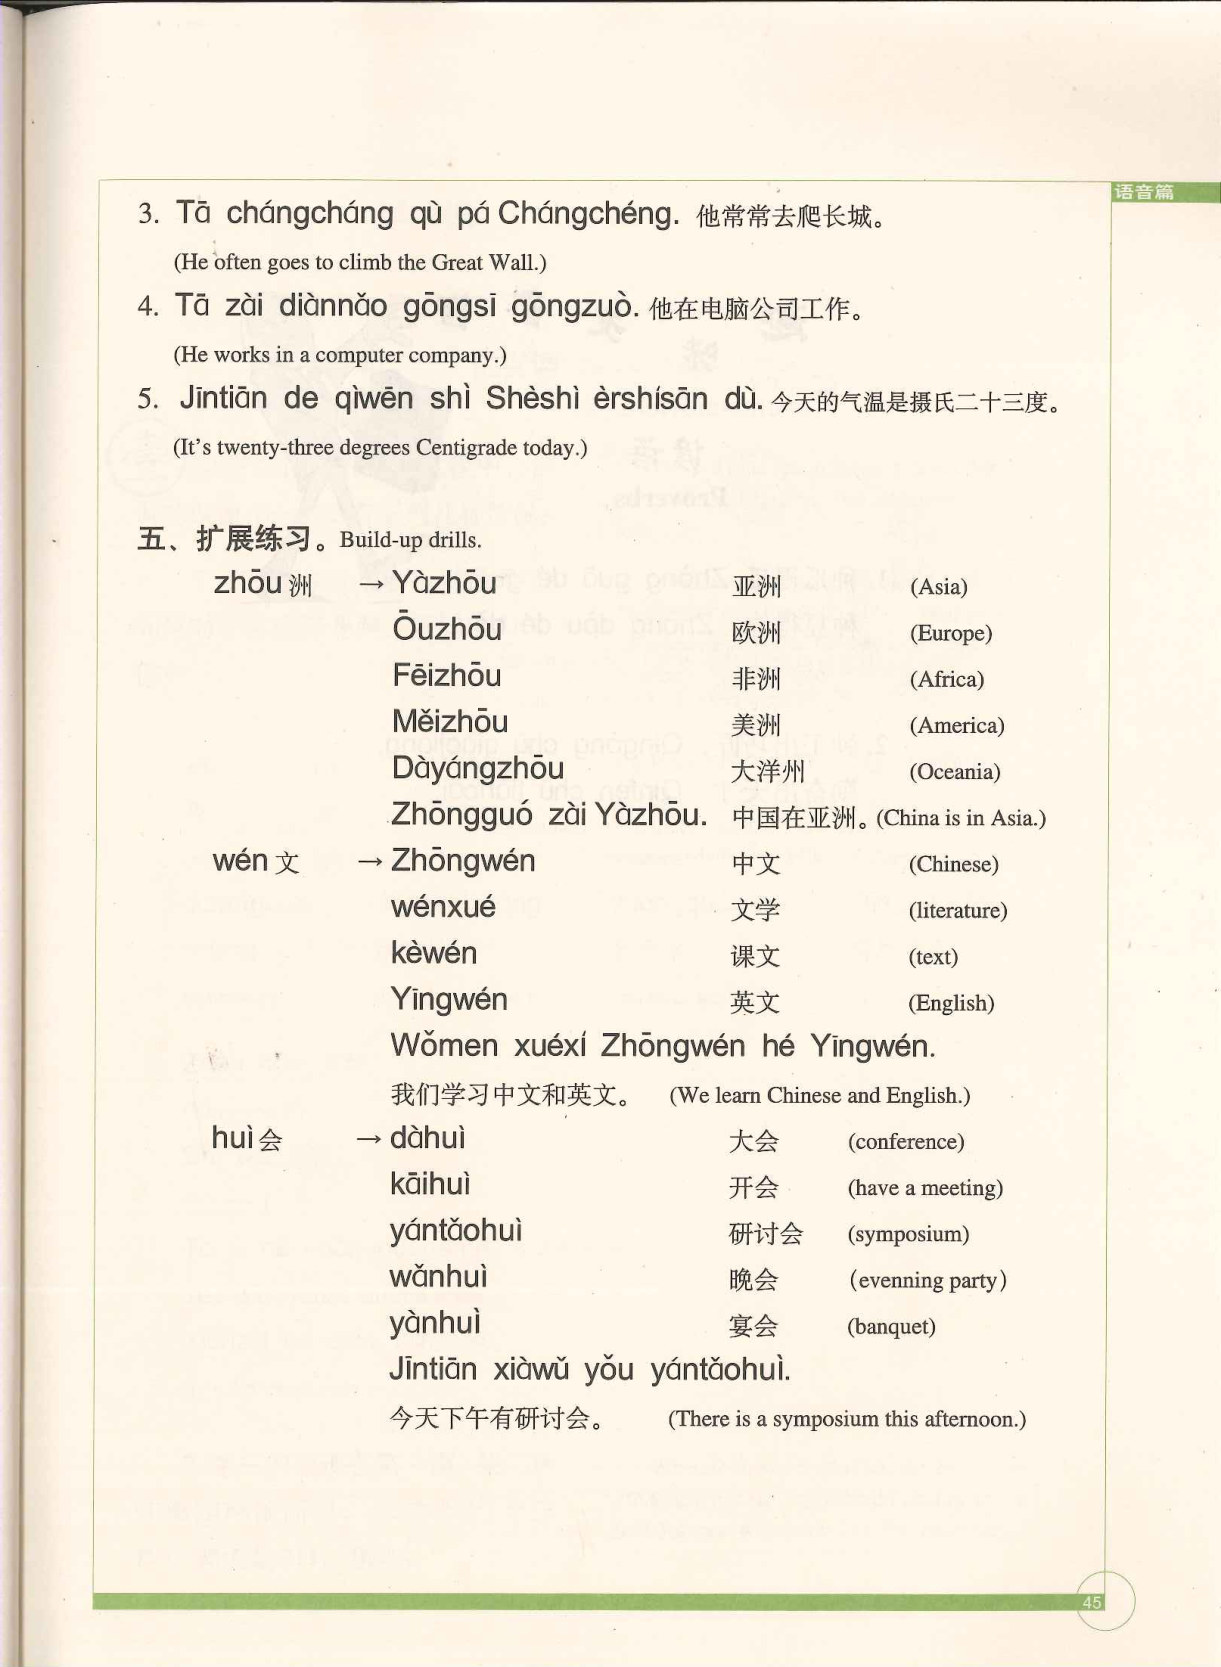 语音篇
3. Tā chángcháng qù pá Chángchéng. 他常常去爬长城。
(He often goes to climb the Great Wall.)
4. Tā zài diànnǎo gōngsī gōngzuò. 他在电脑公司工作。
(He works in a computer company.)
5. Jīntiān de qìwēn shì Shèshì èrshísān dù. 今天的气温是摄氏二十三度。
(It's twenty-three degrees Centigrade today.)
五、扩展练习。Build-up drills.
zhōu 洲 → Yàzhōu 亚洲 (Asia)
Ōuzhōu 欧洲 (Europe)
Fēizhōu 非洲 (Africa)
Měizhōu 美洲 (America)
Dàyángzhōu 大洋州 (Oceania)
Zhōngguó zài Yàzhōu. 中国在亚洲。(China is in Asia.)
wén 文 → Zhōngwén 中文 (Chinese)
wénxué 文学 (literature)
kèwén 课文 (text)
Yīngwén 英文 (English)
Wǒmen xuéxí Zhōngwén hé Yīngwén.
我们学习中文和英文。 (We learn Chinese and English.)
huì 会 → dàhuì 大会 (conference)
kāihuì 开会 (have a meeting)
yántǎohuì 研讨会 (symposium)
wǎnhuì 晚会 (evenning party)
yànhuì 宴会 (banquet)
Jīntiān xiàwǔ yǒu yántǎohuì.
今天下午有研讨会。 (There is a symposium this afternoon.)
45